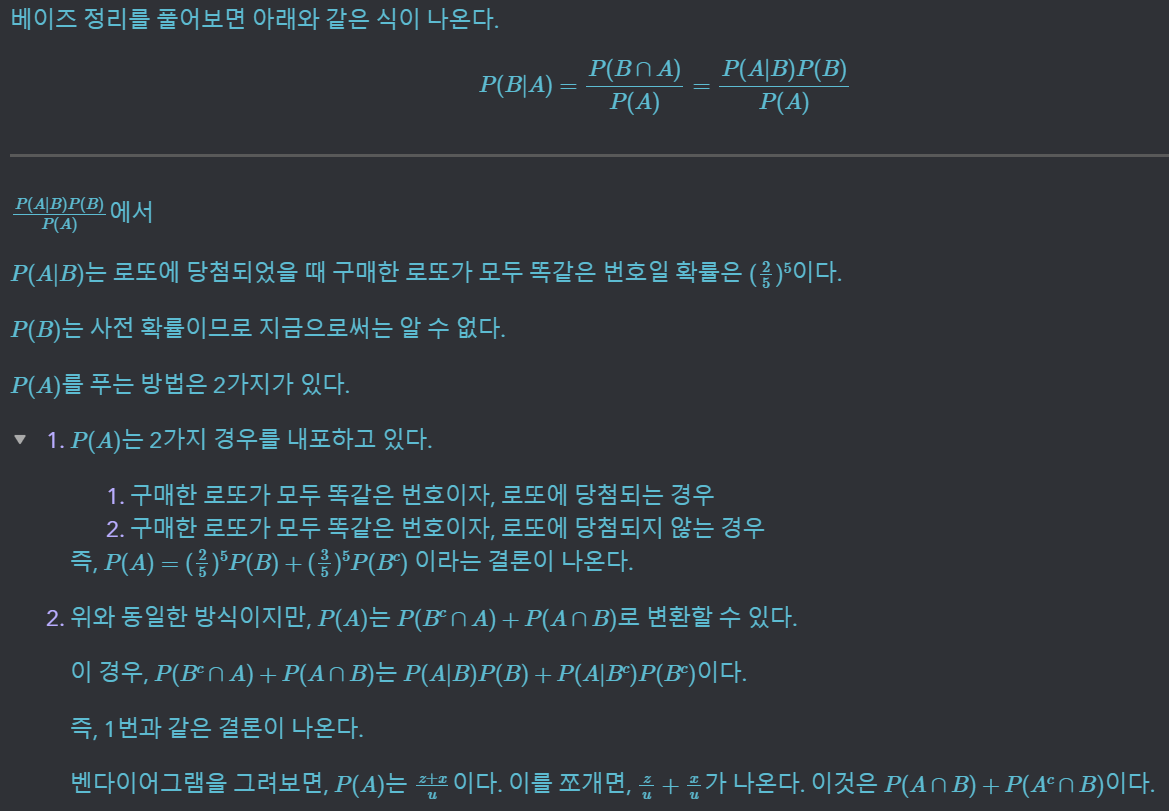 베이즈 정리를 풀어보면 아래와 같은 식이 나온다.
P(B|A) = P(B∩A)/P(A) = P(A|B)P(B)/P(A)
P(A|B)P(B)/P(A)에서
P(A|B)는 로또에 당첨되었을 때 구매한 로또가 모두 똑같은 번호일 확률은 (2/5)⁵이다.
P(B)는 사전 확률이므로 지금으로써는 알 수 없다.
P(A)를 푸는 방법은 2가지가 있다.
▼ 1. P(A)는 2가지 경우를 내포하고 있다.
1. 구매한 로또가 모두 똑같은 번호이자, 로또에 당첨되는 경우
2. 구매한 로또가 모두 똑같은 번호이자, 로또에 당첨되지 않는 경우
즉, P(A) = (2/5)⁵P(B) + (3/5)⁵P(Bᶜ) 이라는 결론이 나온다.
2. 위와 동일한 방식이지만, P(A)는 P(Bᶜ∩A) + P(A∩B)로 변환할 수 있다.
이 경우, P(Bᶜ∩A) + P(A∩B)는 P(A|B)P(B) + P(A|Bᶜ)P(Bᶜ)이다.
즉, 1번과 같은 결론이 나온다.
벤다이어그램을 그려보면, P(A)는 z+x/u이다. 이를 쪼개면, z/u + x/u가 나온다. 이것은 P(A∩B) + P(Aᶜ∩B)이다.